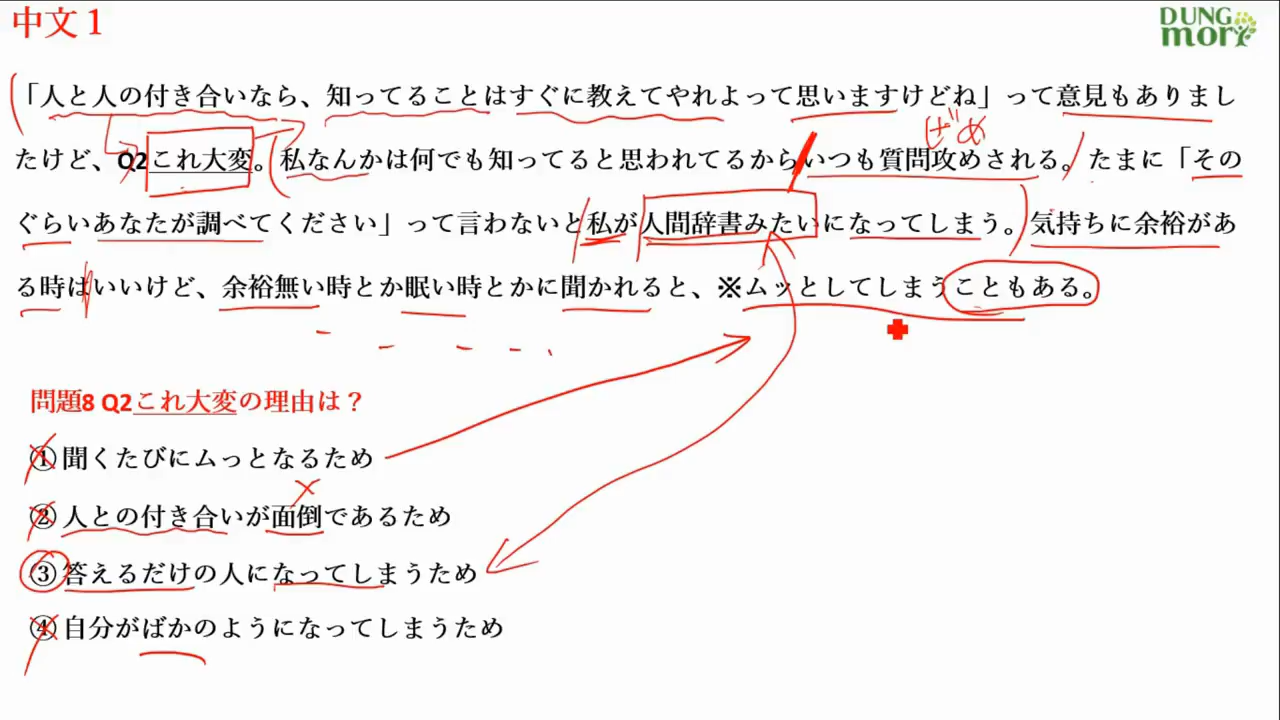 中文１
DUNG
mori
「人と人の付き合いなら、知ってることはすぐに教えてやれよって思いますけどね」って意見もありまし
ぜめ
たけど、Q2これ大変。私なんかは何でも知ってると思われてるからいつも質問攻めされる。たまに「その
ぐらいあなたが調べてください」って言わないと私が人間辞書みたいになってしまう。気持ちに余裕があ
る時はいいけど、余裕無い時とか眠い時とかに聞かれると、※ムッとしてしまうこともある。
問題8 Q2これ大変の理由は？
①聞くたびにムっとなるため
②人との付き合いが面倒であるため
③答えるだけの人になってしまうため
④自分がばかのようになってしまうため